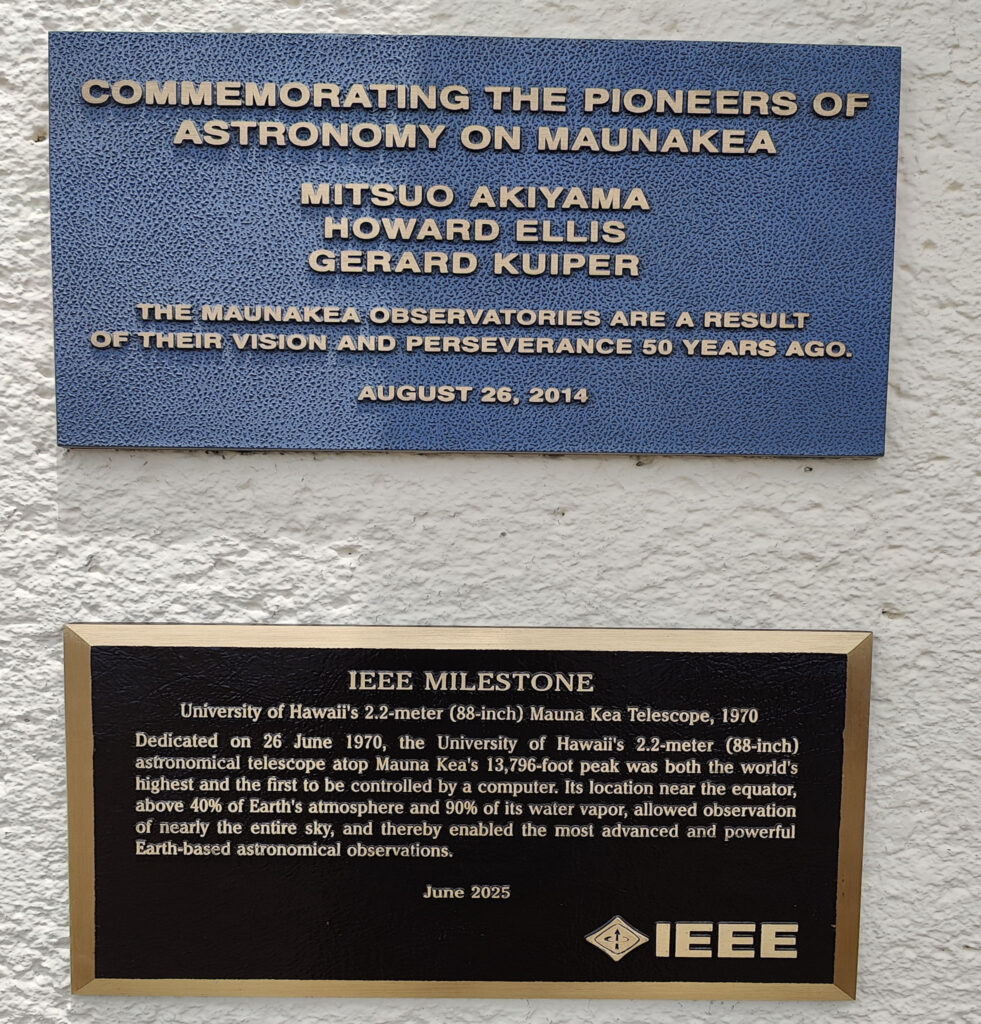 COMMEMORATING THE PIONEERS OF
ASTRONOMY ON MAUNAKEA
MITSUO AKIYAMA
HOWARD ELLIS
GERARD KUIPER
THE MAUNAKEA OBSERVATORIES ARE A RESULT
OF THEIR VISION AND PERSEVERANCE 50 YEARS AGO.
AUGUST 26, 2014
IEEE MILESTONE
University of Hawaii's 2.2-meter (88-inch) Mauna Kea Telescope, 1970
Dedicated on 26 June 1970, the University of Hawaii's 2.2-meter (88-inch)
astronomical telescope atop Mauna Kea's 13,796-foot peak was both the world's
highest and the first to be controlled by a computer. Its location near the equator,
above 40% of Earth's atmosphere and 90% of its water vapor, allowed observation
of nearly the entire sky, and thereby enabled the most advanced and powerful
Earth-based astronomical observations.
June 2025
IEEE